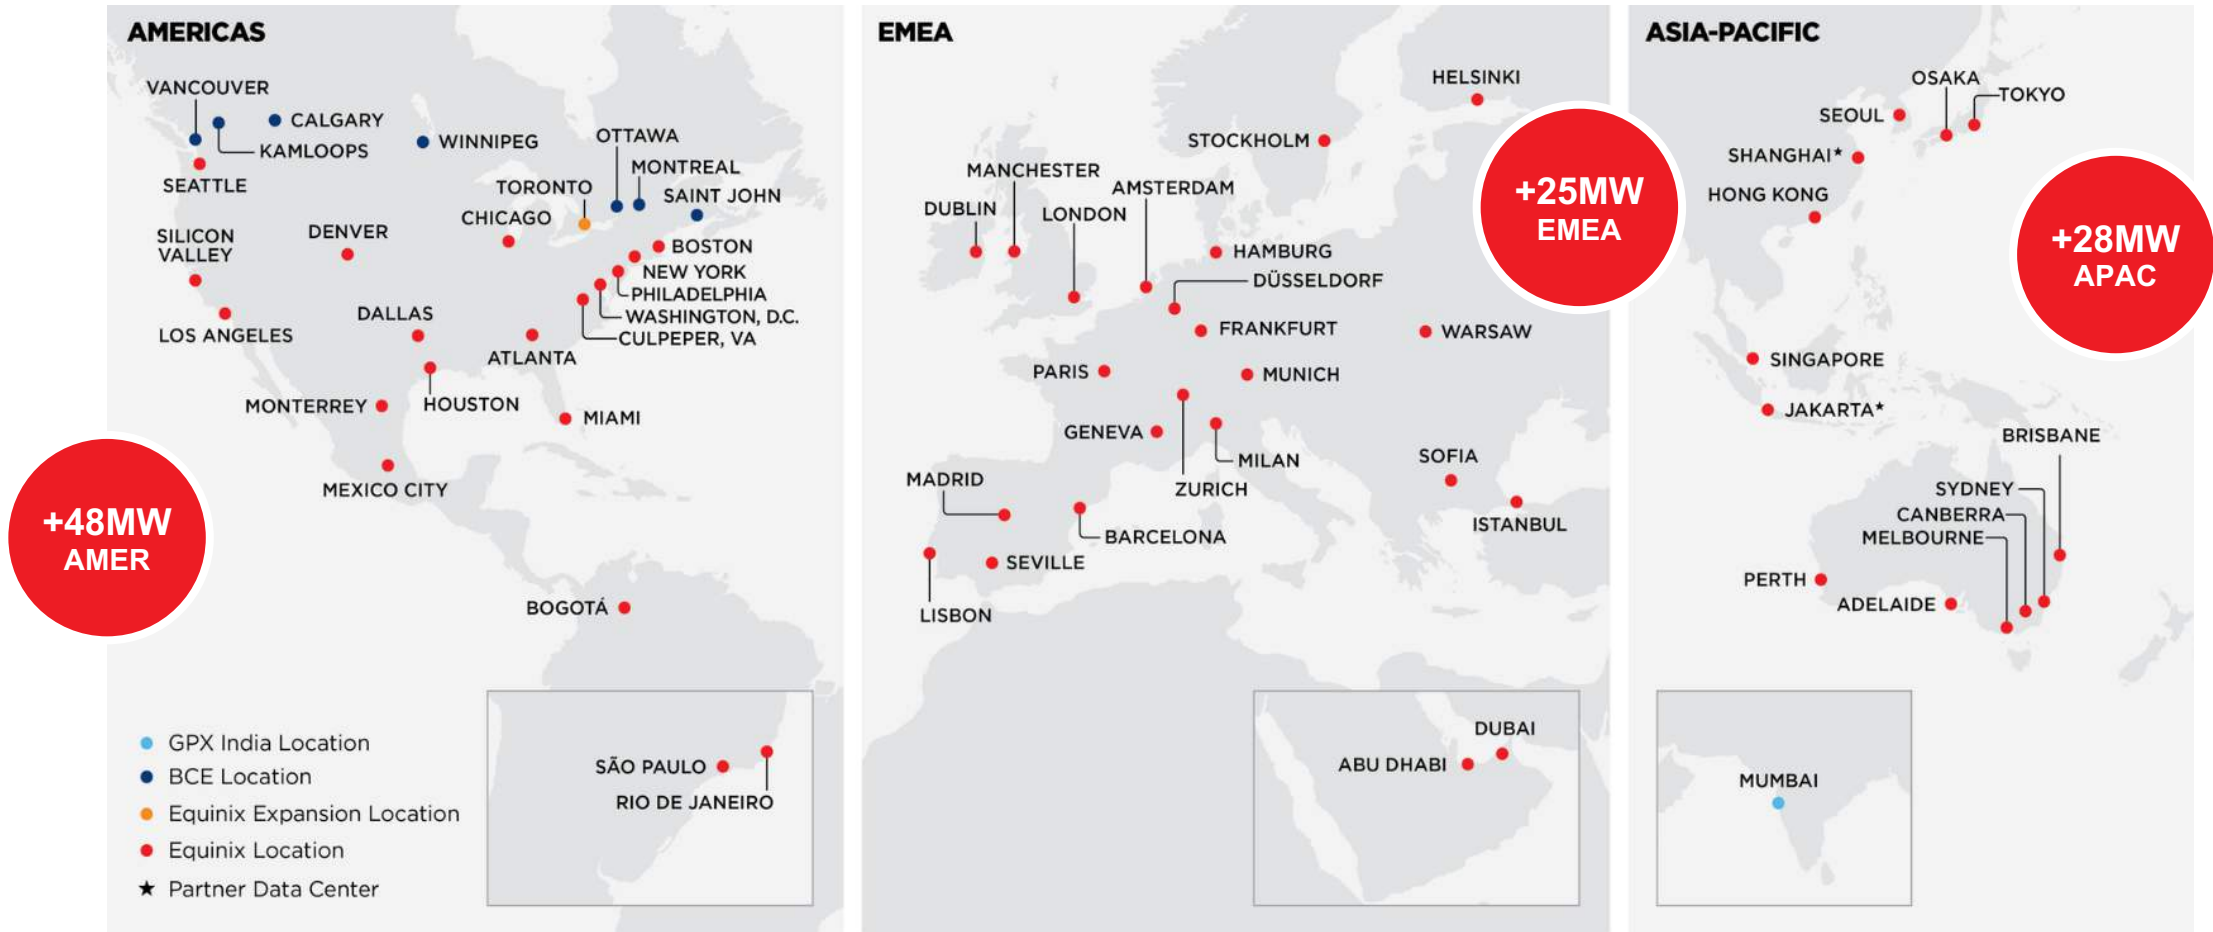 AMERICAS
VANCOUVER
CALGARY
KAMLOOPS
WINNIPEG
OTTAWA
MONTREAL
SEATTLE
TORONTO
SAINT JOHN
CHICAGO
SILICON
VALLEY
DENVER
BOSTON
NEW YORK
PHILADELPHIA
WASHINGTON, D.C.
CULPEPER, VA
LOS ANGELES
DALLAS
ATLANTA
MONTERREY
HOUSTON
MIAMI
MEXICO CITY
+48MW
AMER
BOGOTÁ
SÃO PAULO
RIO DE JANEIRO
GPX India Location
BCE Location
Equinix Expansion Location
Equinix Location
★ Partner Data Center
EMEA
HELSINKI
STOCKHOLM
MANCHESTER
AMSTERDAM
DUBLIN
LONDON
+25MW
EMEA
HAMBURG
DÜSSELDORF
FRANKFURT
WARSAW
PARIS
MUNICH
GENEVA
MILAN
SOFIA
MADRID
ZURICH
ISTANBUL
BARCELONA
SEVILLE
LISBON
DUBAI
ABU DHABI
ASIA-PACIFIC
OSAKA
TOKYO
SEOUL
SHANGHAI★
HONG KONG
+28MW
APAC
SINGAPORE
JAKARTA★
BRISBANE
SYDNEY
CANBERRA
MELBOURNE
PERTH
ADELAIDE
MUMBAI